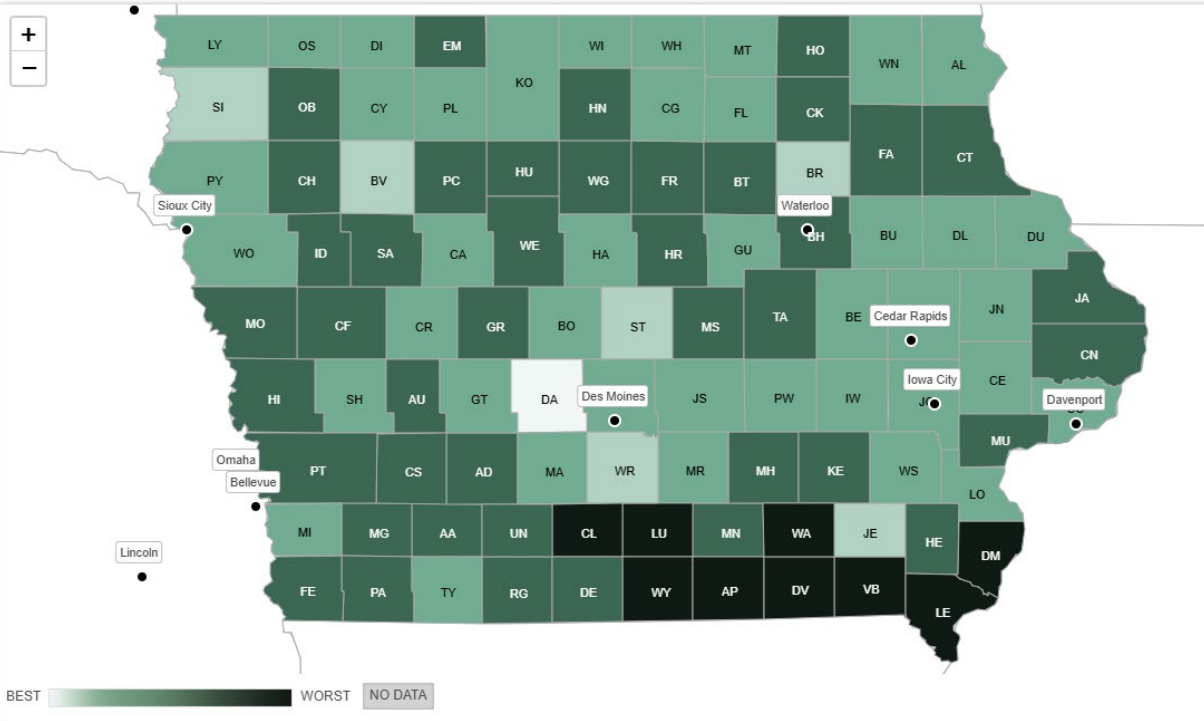 +
−
LY OS DI EM KO WI WH MT HO WN AL
SI OB CY PL HN CG FL CK
PY CH BV PC HU WG FR BT BR FA CT
Sioux City Waterloo
WO ID SA CA WE HA HR GU BH BU DL DU
MO CF CR GR BO ST MS TA BE Cedar Rapids JN JA
CN
HI SH AU GT DA Des Moines JS PW IW Iowa City CE Davenport
Omaha PT CS AD MA WR MR MH KE WS MU
Bellevue LO
MI MG AA UN CL LU MN WA JE HE DM
Lincoln
FE PA TY RG DE WY AP DV VB LE
BEST WORST NO DATA